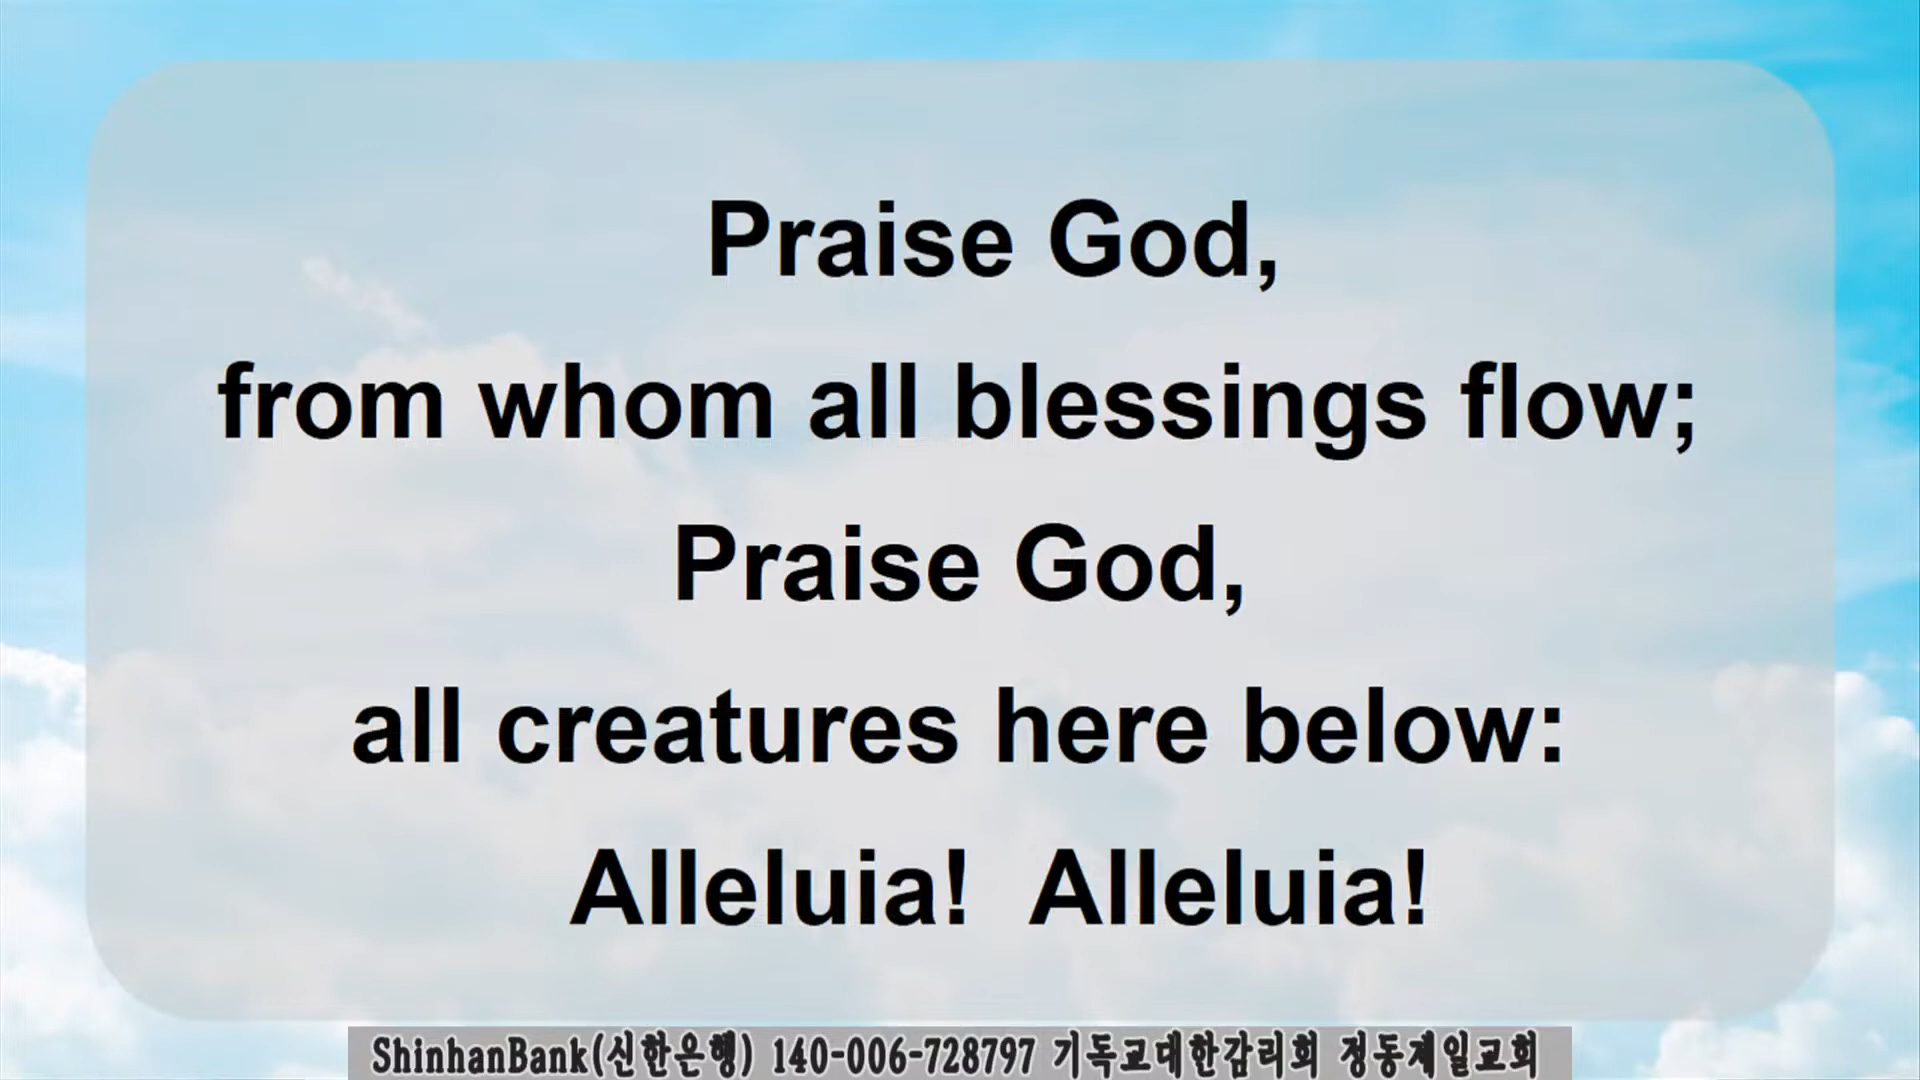 Praise God,
from whom all blessings flow;
Praise God,
all creatures here below:
Alleluia!  Alleluia!
ShinhanBank(신한은행) 140-006-728797 기독교대한감리회 정동제일교회